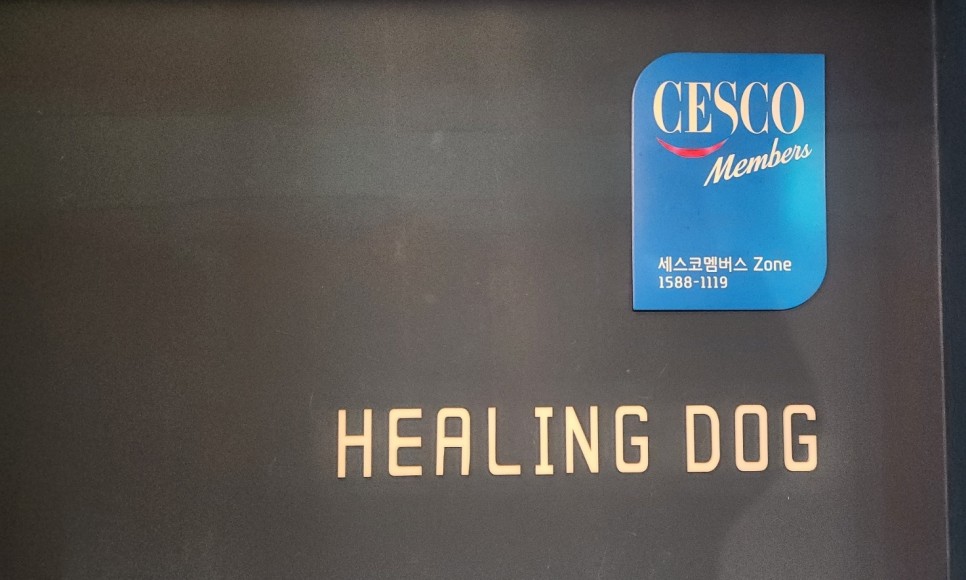 CESCO
Members
세스코멤버스 Zone
1588-1119
HEALING DOG